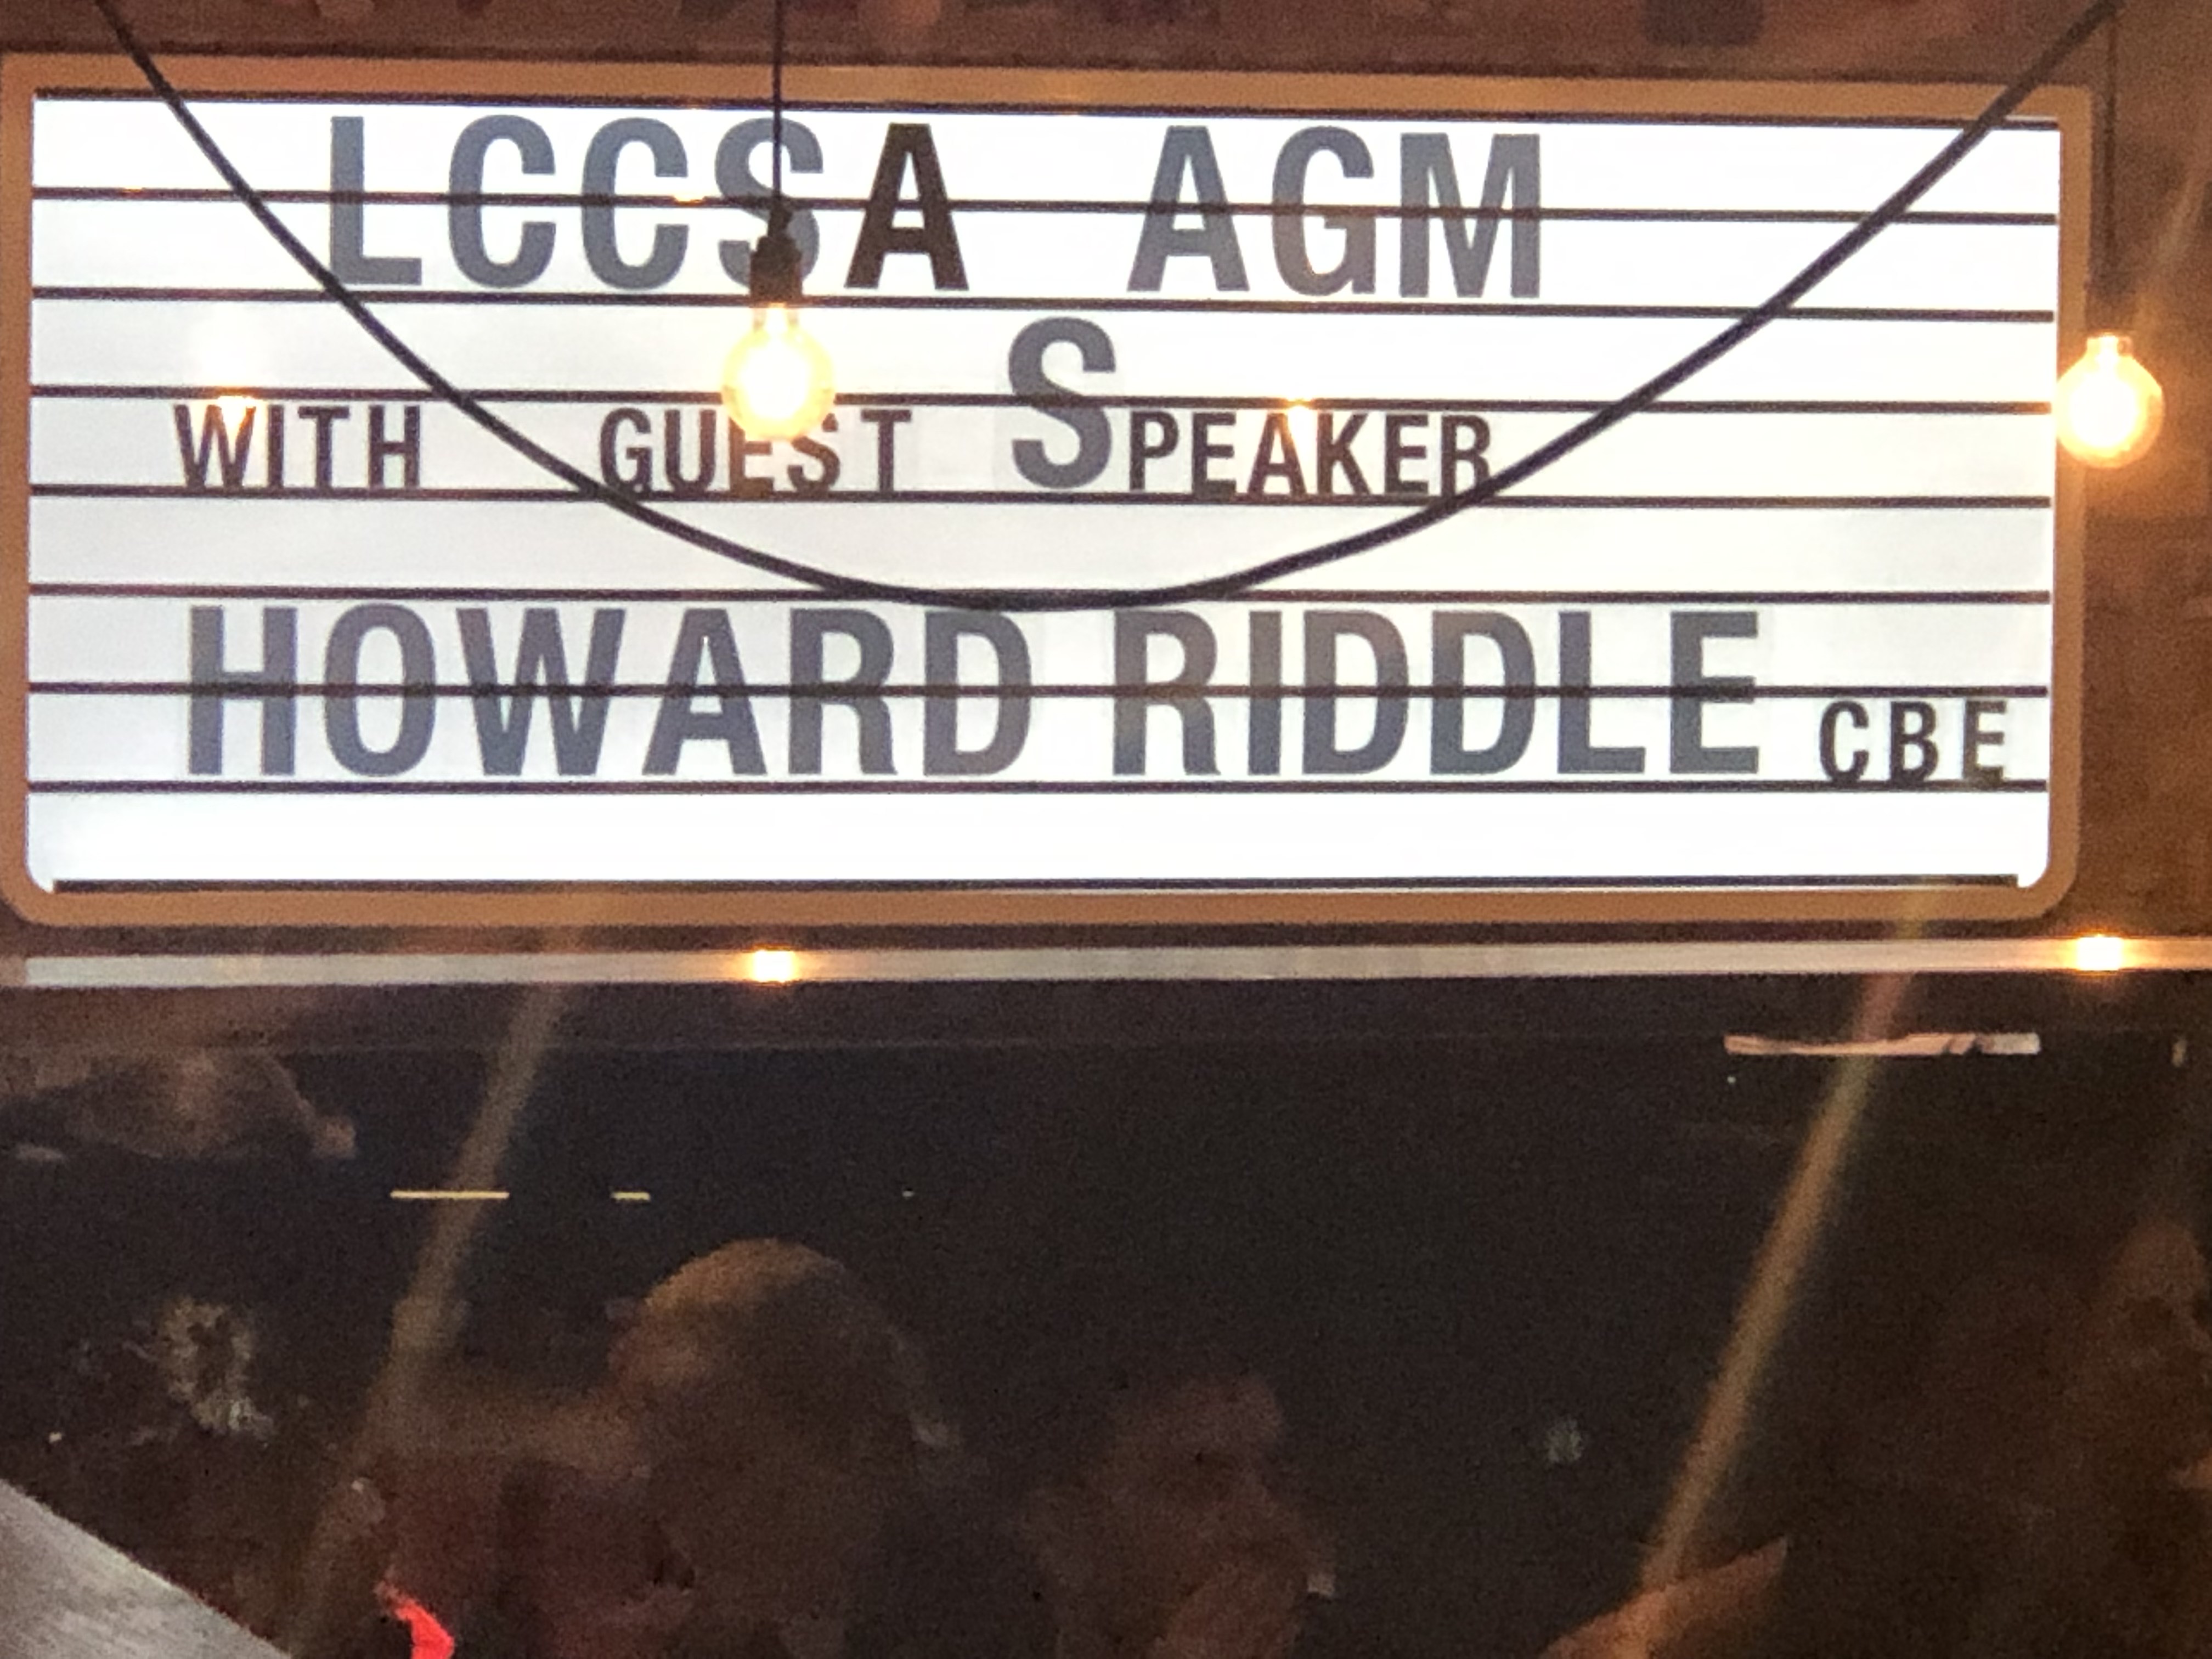 LCCSA AGM
WITH GUEST SPEAKER
HOWARD RIDDLE CBE